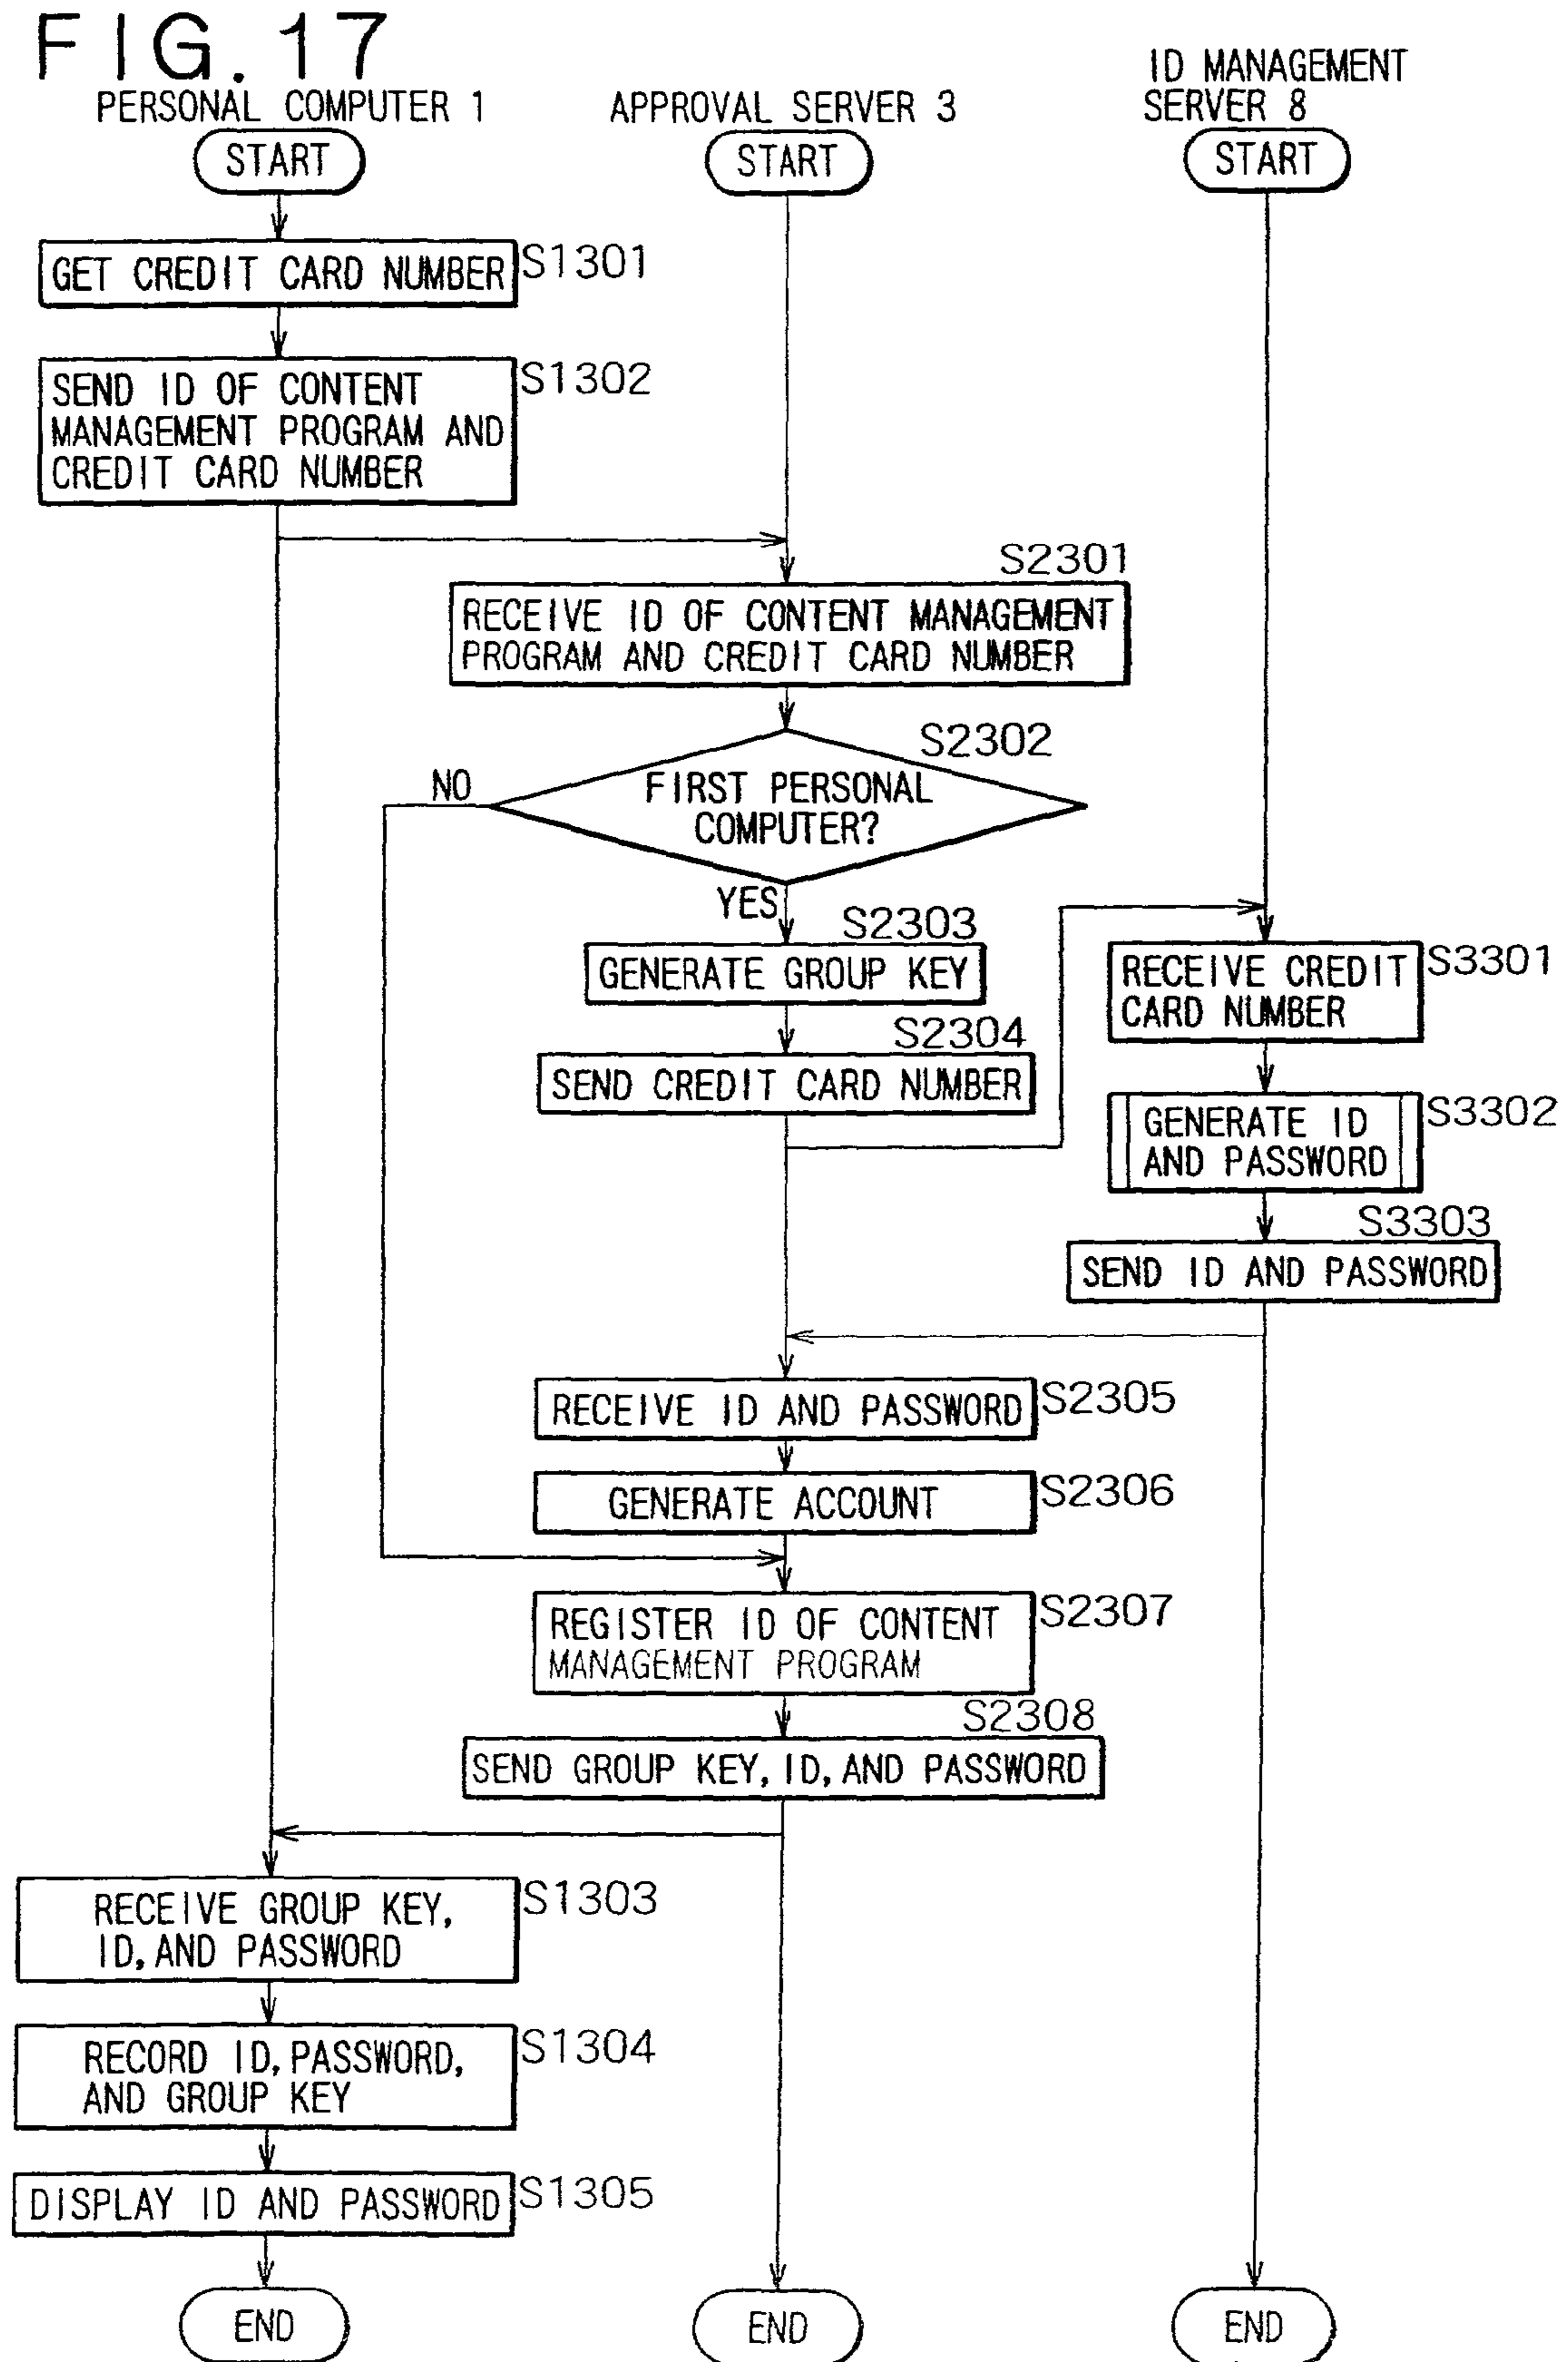 FIG.17
PERSONAL COMPUTER 1
APPROVAL SERVER 3
ID MANAGEMENT
SERVER 8
START
START
START
GET CREDIT CARD NUMBER
S1301
SEND ID OF CONTENT
MANAGEMENT PROGRAM AND
CREDIT CARD NUMBER
S1302
S2301
RECEIVE ID OF CONTENT MANAGEMENT
PROGRAM AND CREDIT CARD NUMBER
S2302
NO
FIRST PERSONAL
COMPUTER?
YES
S2303
GENERATE GROUP KEY
S2304
SEND CREDIT CARD NUMBER
RECEIVE CREDIT
CARD NUMBER
S3301
GENERATE ID
AND PASSWORD
S3302
S3303
SEND ID AND PASSWORD
RECEIVE ID AND PASSWORD
S2305
GENERATE ACCOUNT
S2306
REGISTER ID OF CONTENT
MANAGEMENT PROGRAM
S2307
S2308
SEND GROUP KEY, ID, AND PASSWORD
RECEIVE GROUP KEY,
ID, AND PASSWORD
S1303
RECORD ID, PASSWORD,
AND GROUP KEY
S1304
DISPLAY ID AND PASSWORD
S1305
END
END
END